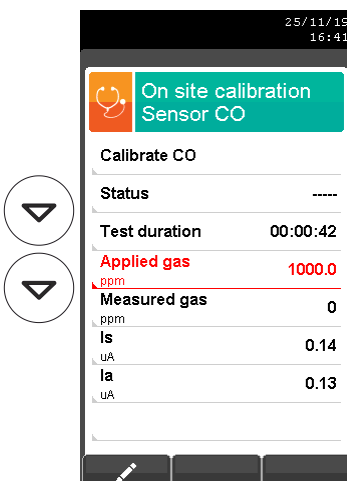 25/11/19
16:41
On site calibration
Sensor CO
Calibrate CO
Status -----
Test duration 00:00:42
Applied gas 1000.0
ppm
Measured gas 0
ppm
Is 0.14
uA
Ia 0.13
uA